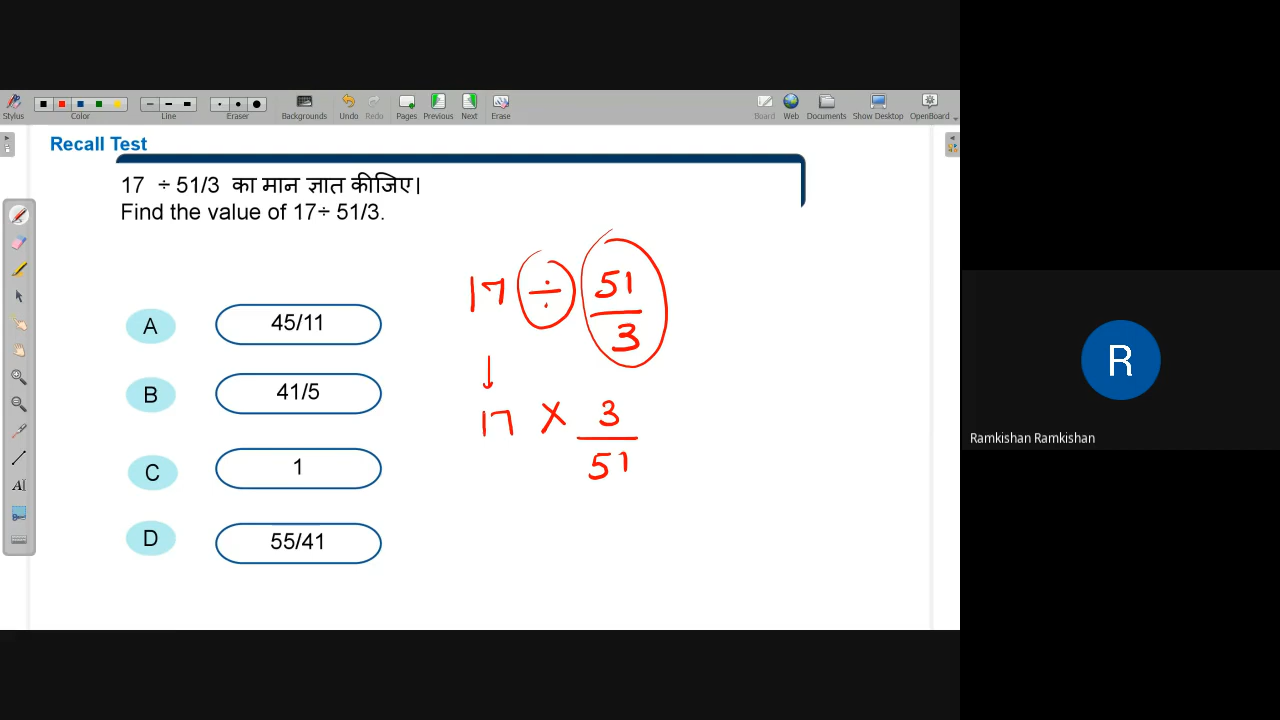 Stylus
Color
Line
Eraser
Backgrounds
Undo
Redo
Pages
Previous
Next
Erase
Board
Web
Documents
Show Desktop
OpenBoard
Recall Test
17 ÷ 51/3 का मान ज्ञात कीजिए।
Find the value of 17÷ 51/3.
17 ÷ 51
3
A 45/11
B 41/5
17 × 3
51
C 1
D 55/41
R
Ramkishan Ramkishan